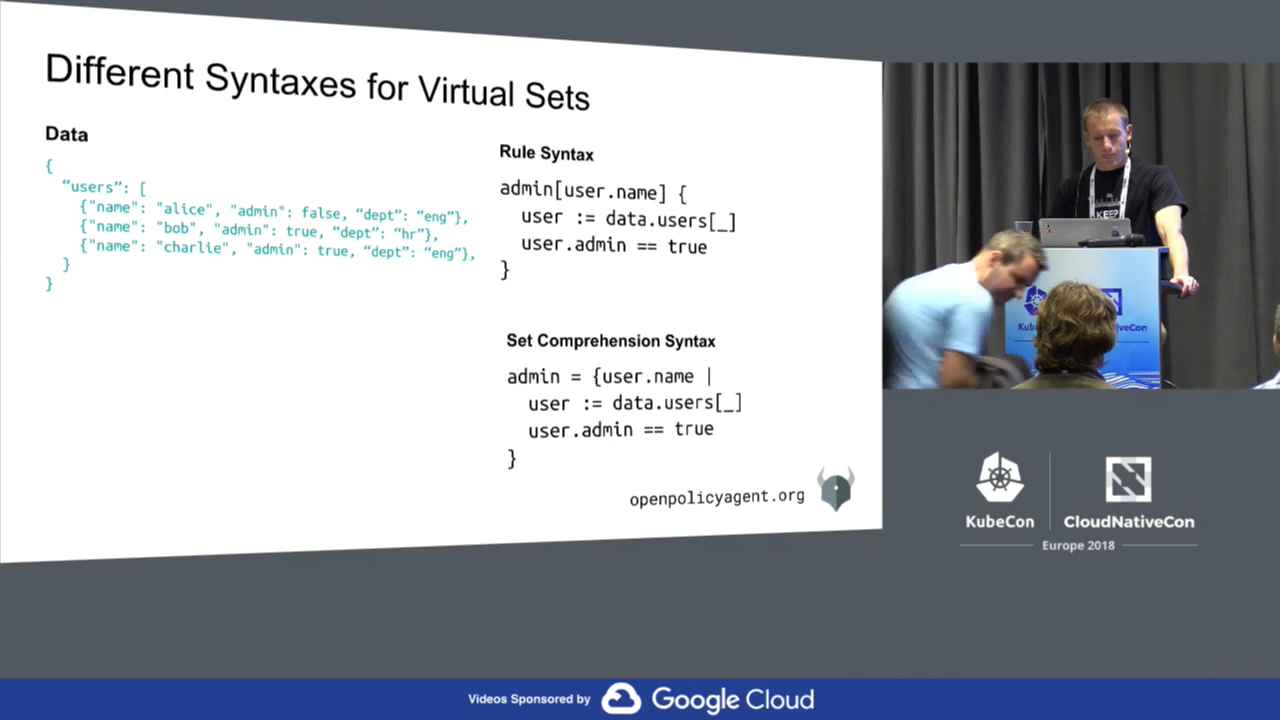 Different Syntaxes for Virtual Sets
Data
{
“users”: [
{"name": "alice", "admin": false, “dept”: “eng”},
{"name": "bob", "admin": true, “dept”: “hr”},
{"name": "charlie", "admin": true, “dept”: “eng”},
]
}
Rule Syntax
admin[user.name] {
user := data.users[_]
user.admin == true
}
Set Comprehension Syntax
admin = {user.name |
user := data.users[_]
user.admin == true
}
openpolicyagent.org
KEEP
KubeCon
CloudNativeCon
Europe 2018
Videos Sponsored by Google Cloud